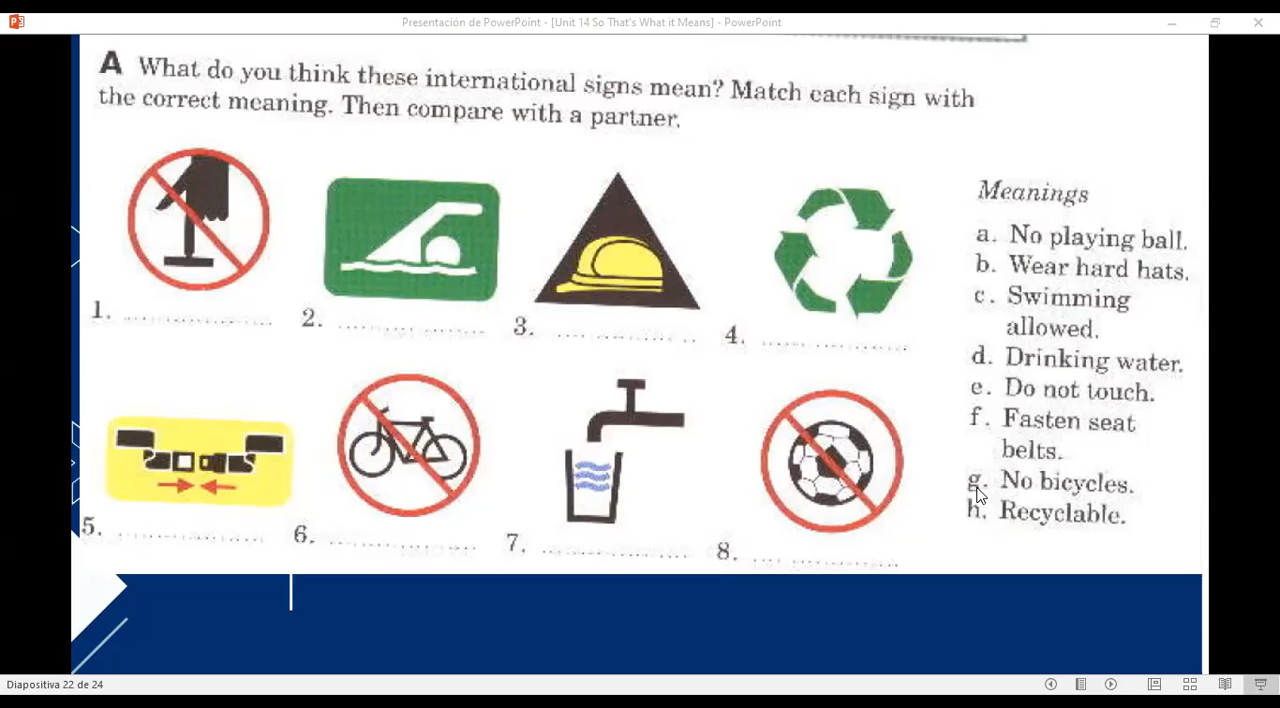 Presentación de PowerPoint - [Unit 14 So That's What it Means] - PowerPoint
A What do you think these international signs mean? Match each sign with
the correct meaning. Then compare with a partner.
1. ....................
2. ....................
3. ....................
4. ....................
5. ....................
6. ....................
7. ....................
8. ....................
Meanings
a. No playing ball.
b. Wear hard hats.
c. Swimming
allowed.
d. Drinking water.
e. Do not touch.
f. Fasten seat
belts.
g. No bicycles.
h. Recyclable.
Diapositiva 22 de 24